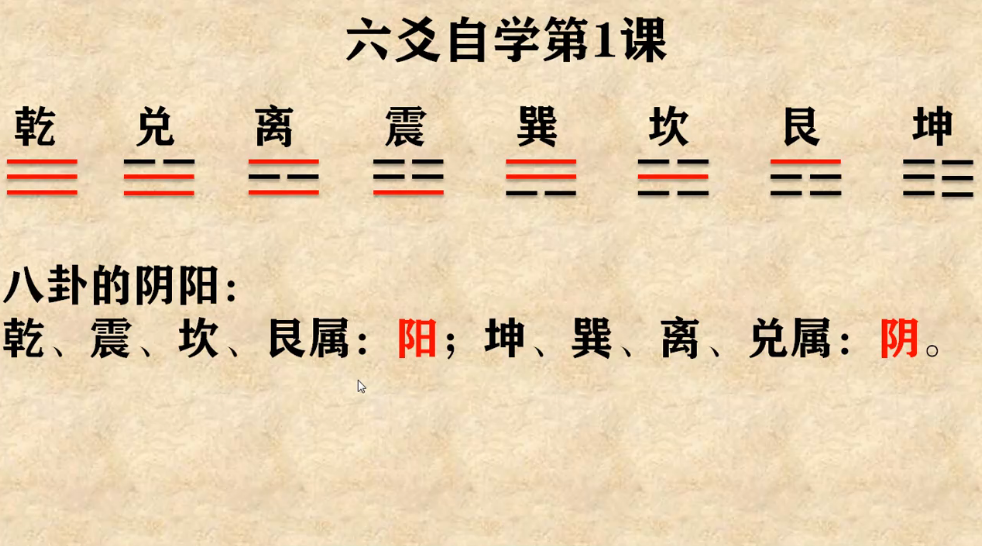 六爻自学第1课
乾 兑 离 震 巽 坎 艮 坤
八卦的阴阳：
乾、震、坎、艮属：阳；坤、巽、离、兑属：阴。